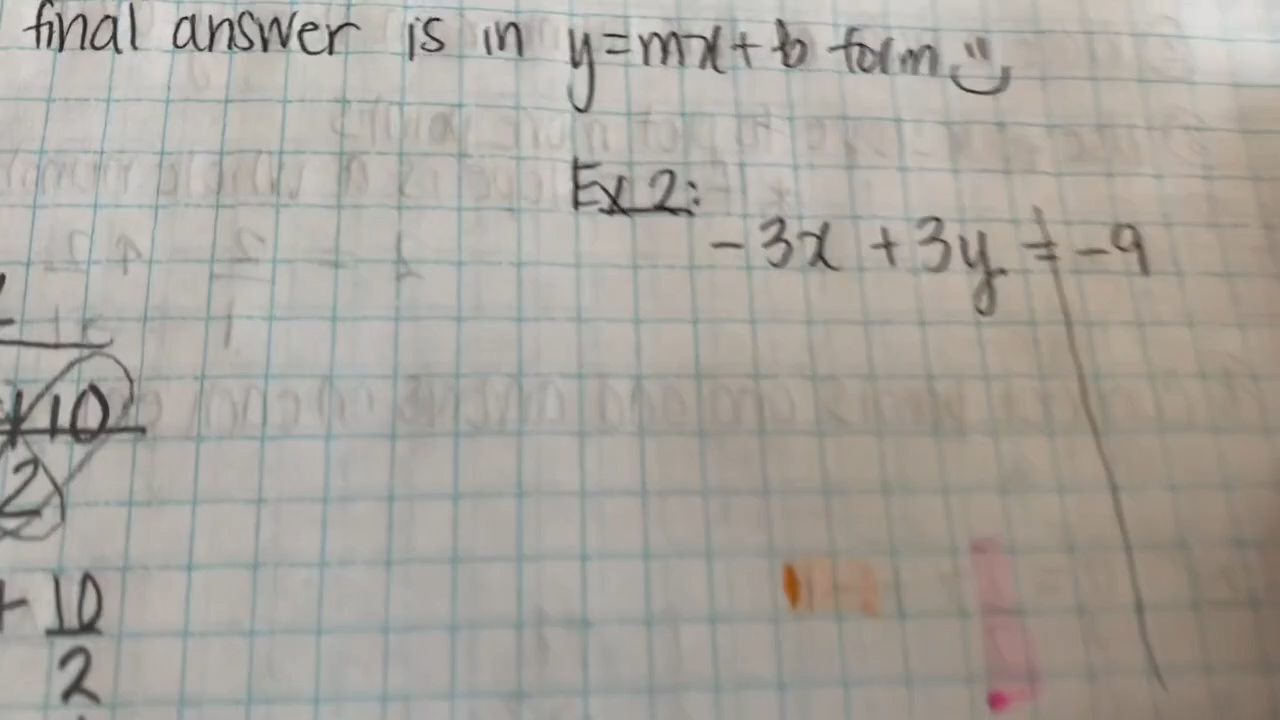 final answer is in y=mx+b form
Ex 2:
-3x + 3y = -9
10
2
+ 10
2